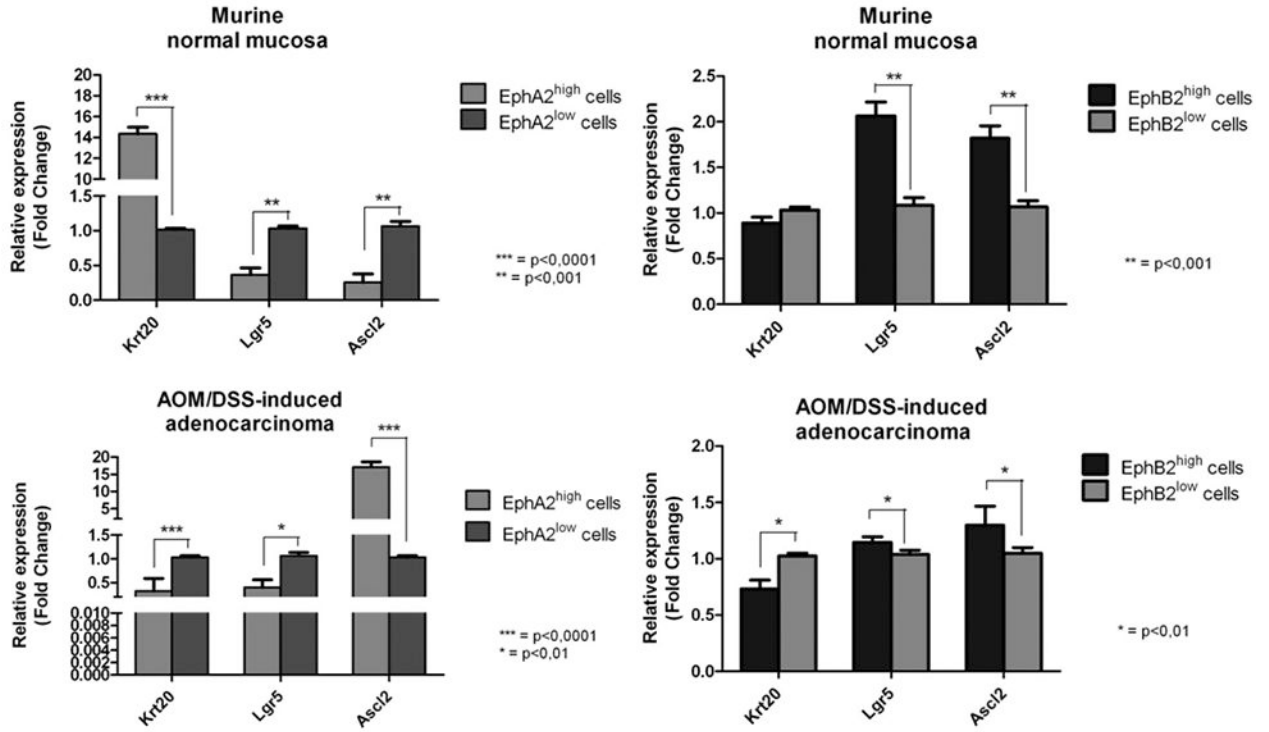 Murine
normal mucosa
Relative expression
(Fold Change)
20
18
16
14
12
10
1.5
1.0
0.5
0.0
***
**
**
Krt20
Lgr5
Ascl2
EphA2high cells
EphA2low cells
*** = p<0,0001
** = p<0,001
Murine
normal mucosa
Relative expression
(Fold Change)
2.5
2.0
1.5
1.0
0.5
0.0
**
**
Krt20
Lgr5
Ascl2
EphB2high cells
EphB2low cells
** = p<0,001
AOM/DSS-induced
adenocarcinoma
Relative expression
(Fold Change)
20
15
10
5
1.5
1.0
0.5
0.010
0.008
0.006
0.004
0.002
0.000
***
*
***
Krt20
Lgr5
Ascl2
EphA2high cells
EphA2low cells
*** = p<0,0001
* = p<0,01
AOM/DSS-induced
adenocarcinoma
Relative expression
(Fold Change)
2.0
1.5
1.0
0.5
0.0
*
*
*
Krt20
Lgr5
Ascl2
EphB2high cells
EphB2low cells
* = p<0,01